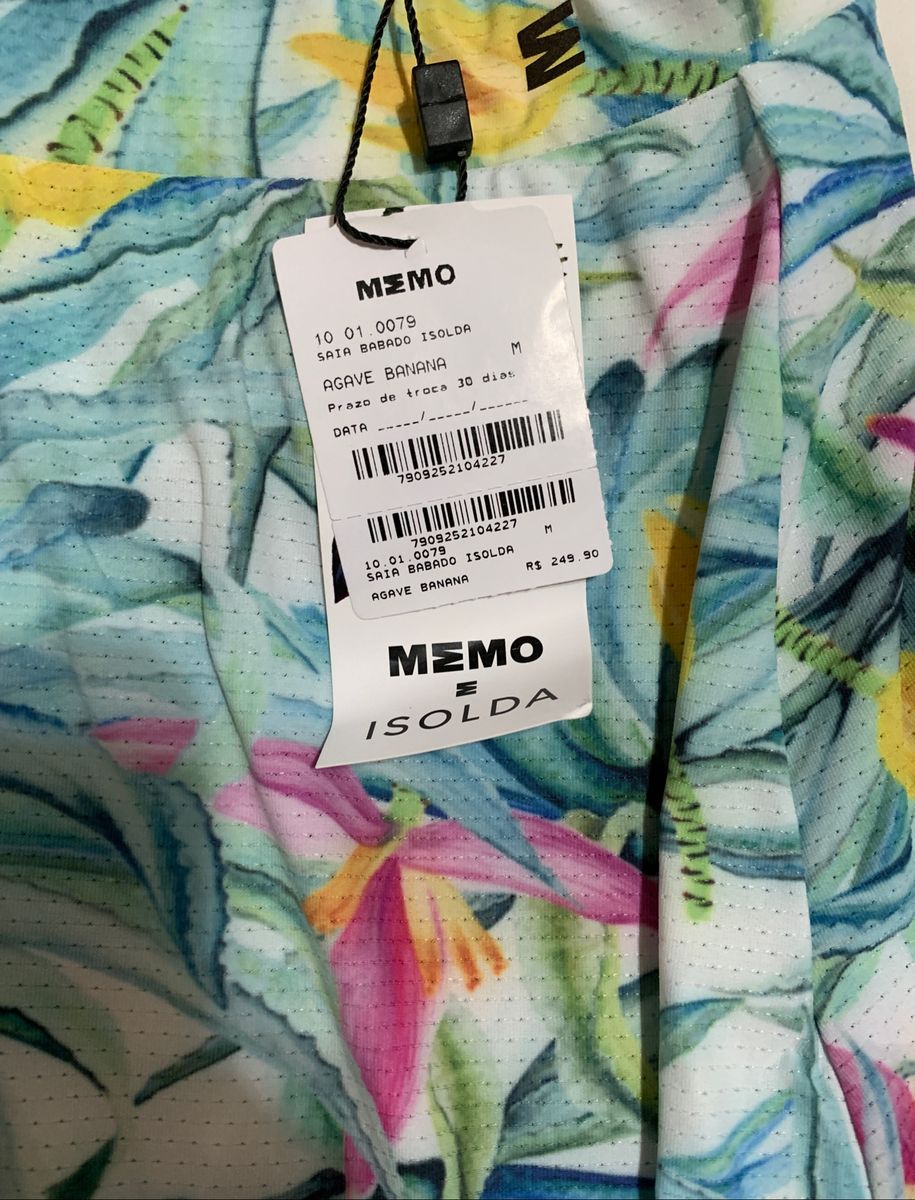 M
MEMO
10 01.0079
SAIA BABADO ISOLDA
AGAVE BANANA M
Prazo de troca 30 dias
DATA -----/-----/------
7909252104227
7909252104227
10.01.0079 M
SAIA BABADO ISOLDA
AGAVE BANANA R$ 249.90
MEMO
M
ISOLDA